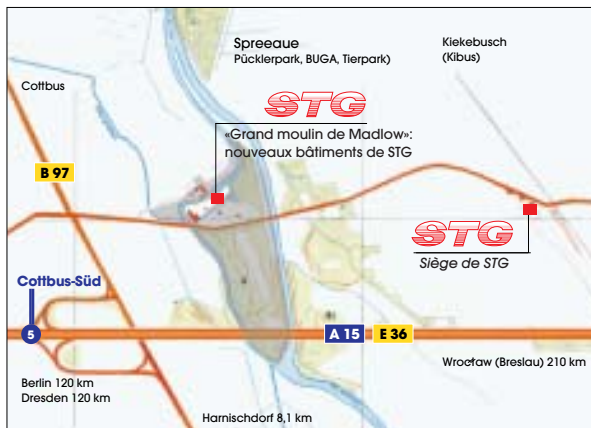 Spreeaue
Pücklerpark, BUGA, Tierpark)
Kiekebusch
(Kibus)
Cottbus
STG
«Grand moulin de Madlow»:
nouveaux bâtiments de STG
B 97
STG
Siège de STG
Cottbus-Süd
5
A 15
E 36
Wrocław (Breslau) 210 km
Berlin 120 km
Dresden 120 km
Harnischdorf 8,1 km